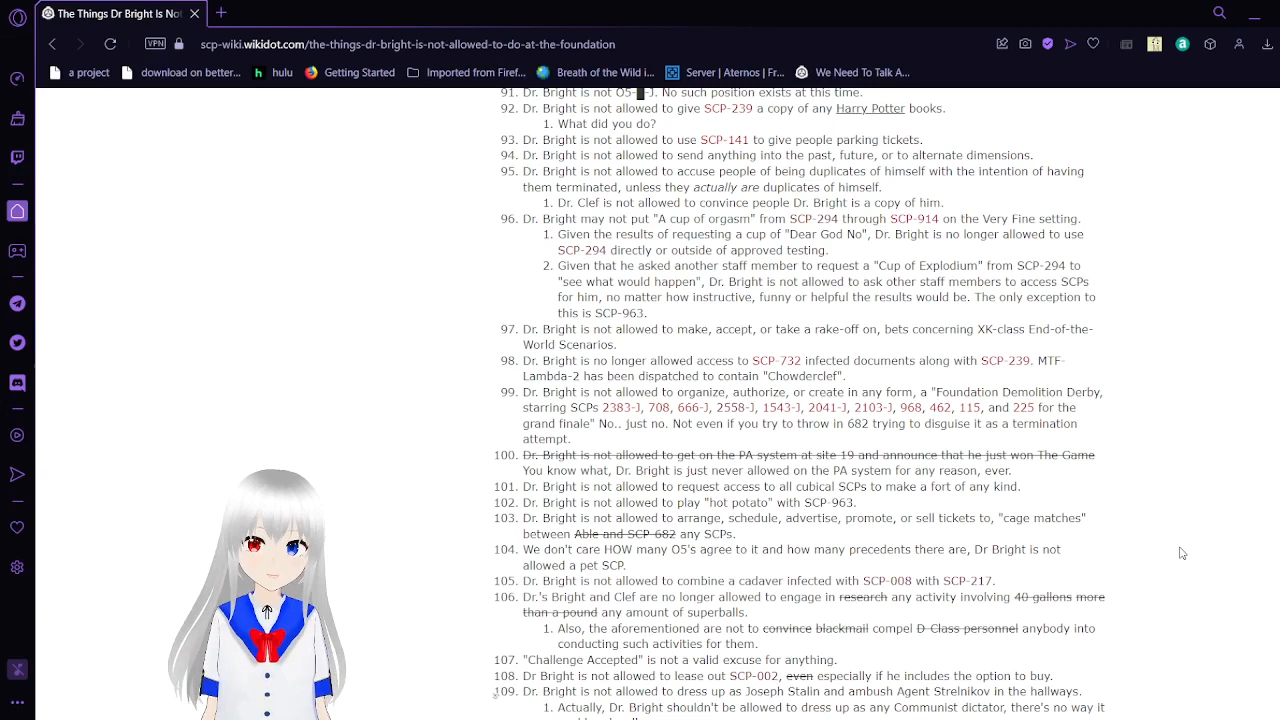 The Things Dr Bright Is Not
scp-wiki.wikidot.com/the-things-dr-bright-is-not-allowed-to-do-at-the-foundation
VPN
a project
download on better...
hulu
Getting Started
Imported from Firef...
Breath of the Wild i...
Server | Aternos | Fr...
We Need To Talk A...
91. Dr. Bright is not O5-█-J. No such position exists at this time.
92. Dr. Bright is not allowed to give SCP-239 a copy of any Harry Potter books.
1. What did you do?
93. Dr. Bright is not allowed to use SCP-141 to give people parking tickets.
94. Dr. Bright is not allowed to send anything into the past, future, or to alternate dimensions.
95. Dr. Bright is not allowed to accuse people of being duplicates of himself with the intention of having
them terminated, unless they actually are duplicates of himself.
1. Dr. Clef is not allowed to convince people Dr. Bright is a copy of him.
96. Dr. Bright may not put "A cup of orgasm" from SCP-294 through SCP-914 on the Very Fine setting.
1. Given the results of requesting a cup of "Dear God No", Dr. Bright is no longer allowed to use
SCP-294 directly or outside of approved testing.
2. Given that he asked another staff member to request a "Cup of Explodium" from SCP-294 to
"see what would happen", Dr. Bright is not allowed to ask other staff members to access SCPs
for him, no matter how instructive, funny or helpful the results would be. The only exception to
this is SCP-963.
97. Dr. Bright is not allowed to make, accept, or take a rake-off on, bets concerning XK-class End-of-the-
World Scenarios.
98. Dr. Bright is no longer allowed access to SCP-732 infected documents along with SCP-239. MTF-
Lambda-2 has been dispatched to contain "Chowderclef".
99. Dr. Bright is not allowed to organize, authorize, or create in any form, a "Foundation Demolition Derby,
starring SCPs 2383-J, 708, 666-J, 2558-J, 1543-J, 2041-J, 2103-J, 968, 462, 115, and 225 for the
grand finale" No.. just no. Not even if you try to throw in 682 trying to disguise it as a termination
attempt.
100. Dr. Bright is not allowed to get on the PA system at site 19 and announce that he just won The Game
You know what, Dr. Bright is just never allowed on the PA system for any reason, ever.
101. Dr. Bright is not allowed to request access to all cubical SCPs to make a fort of any kind.
102. Dr. Bright is not allowed to play "hot potato" with SCP-963.
103. Dr. Bright is not allowed to arrange, schedule, advertise, promote, or sell tickets to, "cage matches"
between Able and SCP-682 any SCPs.
104. We don't care HOW many O5's agree to it and how many precedents there are, Dr Bright is not
allowed a pet SCP.
105. Dr. Bright is not allowed to combine a cadaver infected with SCP-008 with SCP-217.
106. Dr.'s Bright and Clef are no longer allowed to engage in research any activity involving 40 gallons more
than a pound any amount of superballs.
1. Also, the aforementioned are not to convince blackmail compel D Class personnel anybody into
conducting such activities for them.
107. "Challenge Accepted" is not a valid excuse for anything.
108. Dr Bright is not allowed to lease out SCP-002, even especially if he includes the option to buy.
109. Dr. Bright is not allowed to dress up as Joseph Stalin and ambush Agent Strelnikov in the hallways.
1. Actually, Dr. Bright shouldn't be allowed to dress up as any Communist dictator, there's no way it